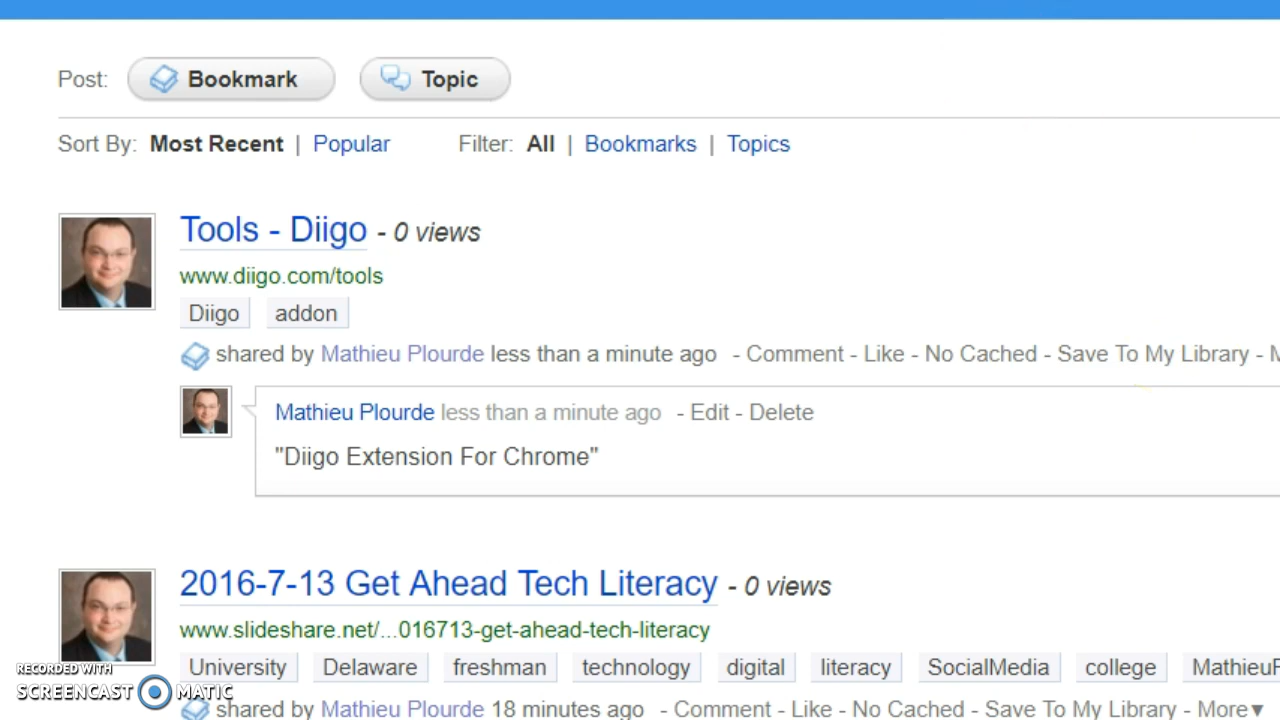 Post: Bookmark Topic
Sort By: Most Recent | Popular Filter: All | Bookmarks | Topics
Tools - Diigo - 0 views
www.diigo.com/tools
Diigo addon
shared by Mathieu Plourde less than a minute ago - Comment - Like - No Cached - Save To My Library - M
Mathieu Plourde less than a minute ago - Edit - Delete
"Diigo Extension For Chrome"
2016-7-13 Get Ahead Tech Literacy - 0 views
www.slideshare.net/...016713-get-ahead-tech-literacy
University Delaware freshman technology digital literacy SocialMedia college Mathieu
shared by Mathieu Plourde 18 minutes ago - Comment - Like - No Cached - Save To My Library - More▼
RECORDED WITH
SCREENCAST MATIC